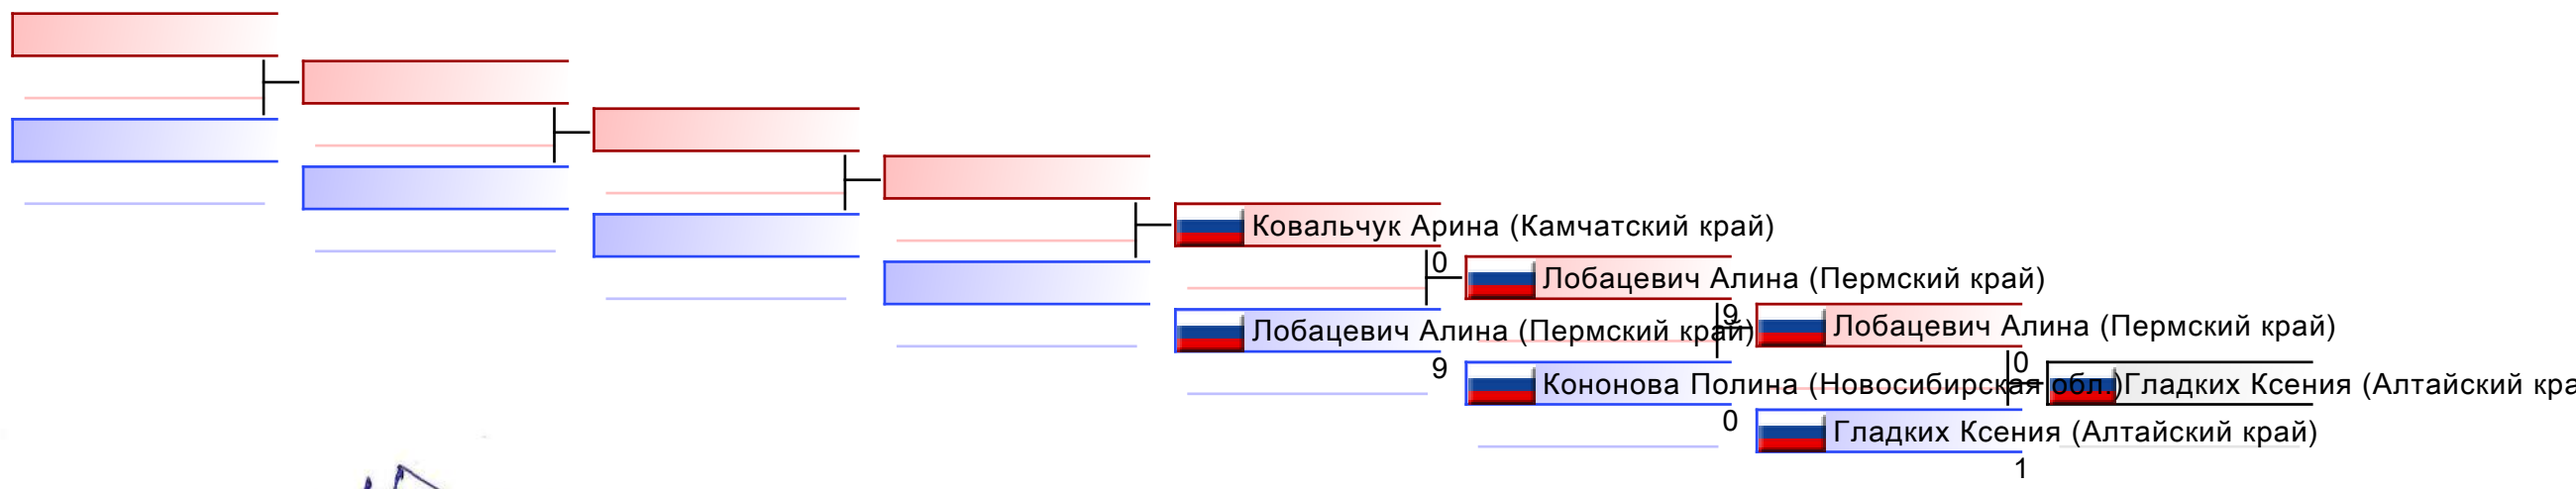 Ковальчук Арина (Камчатский край)
0
Лобацевич Алина (Пермский край)
9
Лобацевич Алина (Пермский край)
Лобацевич Алина (Пермский край)
9
0
Кононова Полина (Новосибирская обл.)
Гладких Ксения (Алтайский кра
0
Гладких Ксения (Алтайский край)
1